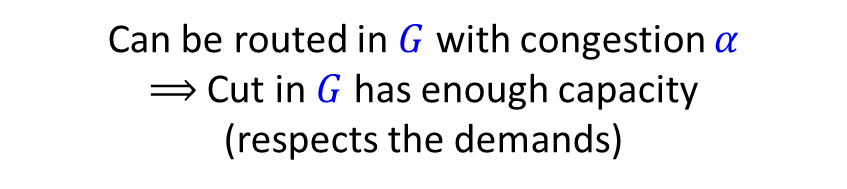 Can be routed in G with congestion α
⟹ Cut in G has enough capacity
(respects the demands)